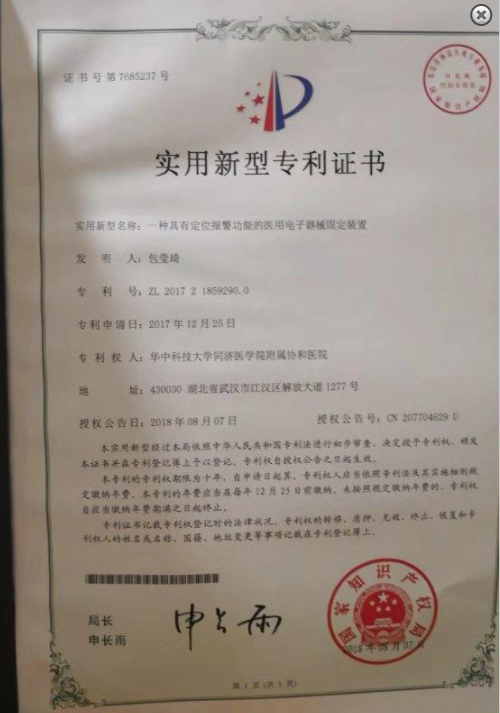 证书号第7685237号
实用新型专利证书
实用新型名称：一种具有定位报警功能的医用电子器械固定装置
发 明 人：包莹琦
专 利 号：ZL 2017 2 1859290.0
专利申请日：2017年12月25日
专 利 权 人：华中科技大学同济医学院附属协和医院
地 址：430030 湖北省武汉市江汉区解放大道1277号
授权公告日：2018年08月07日 授权公告号：CN 207704629 U
本实用新型经过本局依照中华人民共和国专利法进行初步审查，决定授予专利权，颁发
本证书并在专利登记簿上予以登记。专利权自授权公告之日起生效。
本专利的专利权期限为十年，自申请日起算。专利权人应当依照专利法及其实施细则规
定缴纳年费。本专利的年费应当在每年12月25日前缴纳。未按照规定缴纳年费的，专利权
自应当缴纳年费期满之日起终止。
专利证书记载专利权登记时的法律状况。专利权的转移、质押、无效、终止、恢复和专
利权人的姓名或名称、国籍、地址变更等事项记载在专利登记簿上。
局长
申长雨
申长雨
国家知识产权局
2018年08月07日
第1页(共1页)